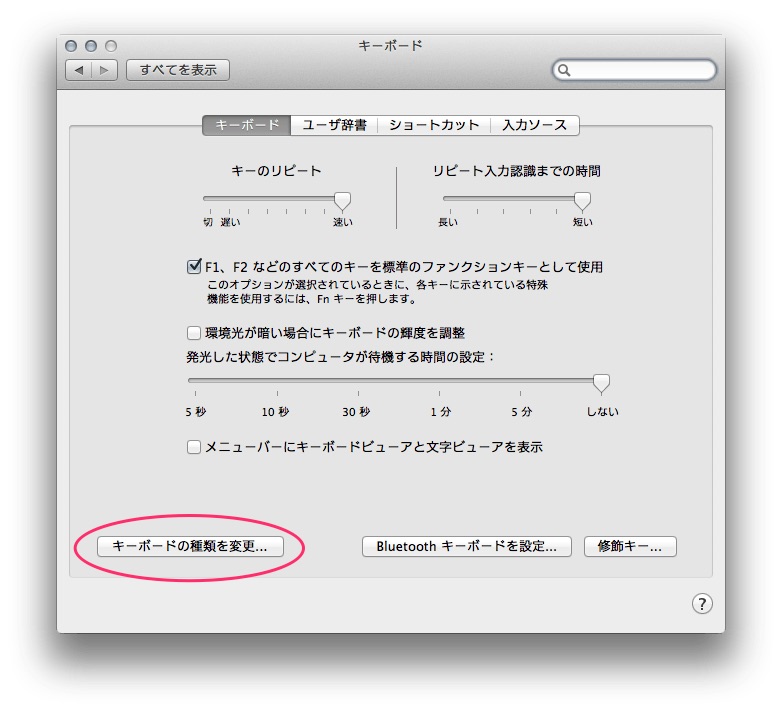 キーボード
すべてを表示
キーボード ユーザ辞書 ショートカット 入力ソース
キーのリピート リピート入力認識までの時間
切 遅い 速い 長い 短い
F1、F2 などのすべてのキーを標準のファンクションキーとして使用
このオプションが選択されているときに、各キーに示されている特殊
機能を使用するには、Fn キーを押します。
環境光が暗い場合にキーボードの輝度を調整
発光した状態でコンピュータが待機する時間の設定：
5 秒 10 秒 30 秒 1 分 5 分 しない
メニューバーにキーボードビューアと文字ビューアを表示
キーボードの種類を変更... Bluetooth キーボードを設定... 修飾キー...
?